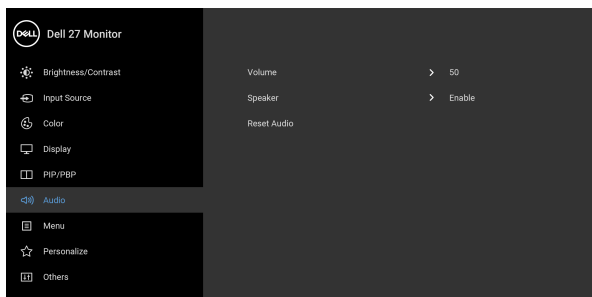 DELL Dell 27 Monitor
Brightness/Contrast
Volume 50
Input Source
Speaker Enable
Color
Reset Audio
Display
PIP/PBP
Audio
Menu
Personalize
Others